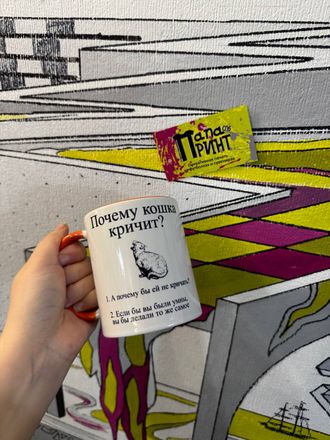 Папа
ПРИНТ
Почему кошка
кричит?
1. А почему бы ей не кричать?
2. Если бы вы были умны,
вы бы делали то же самое